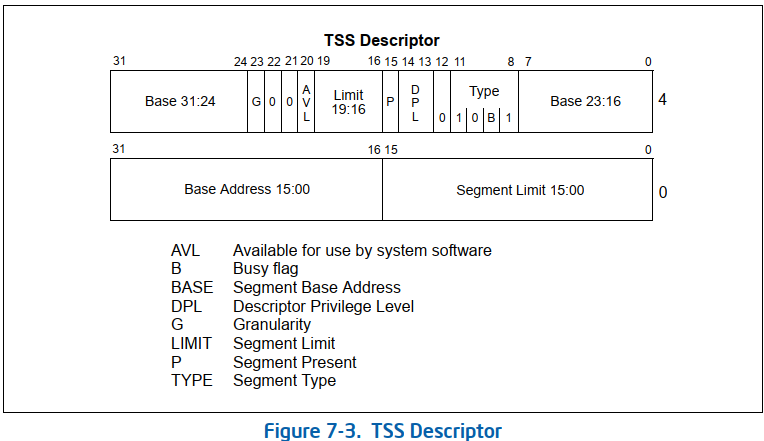 TSS Descriptor
31 24 23 22 21 20 19 16 15 14 13 12 11 8 7 0
Base 31:24 G 0 0 AVL Limit 19:16 P DPL 0 Type 1 0 B 1 Base 23:16 4
31 16 15 0
Base Address 15:00 Segment Limit 15:00 0
AVL Available for use by system software
B Busy flag
BASE Segment Base Address
DPL Descriptor Privilege Level
G Granularity
LIMIT Segment Limit
P Segment Present
TYPE Segment Type
Figure 7-3. TSS Descriptor